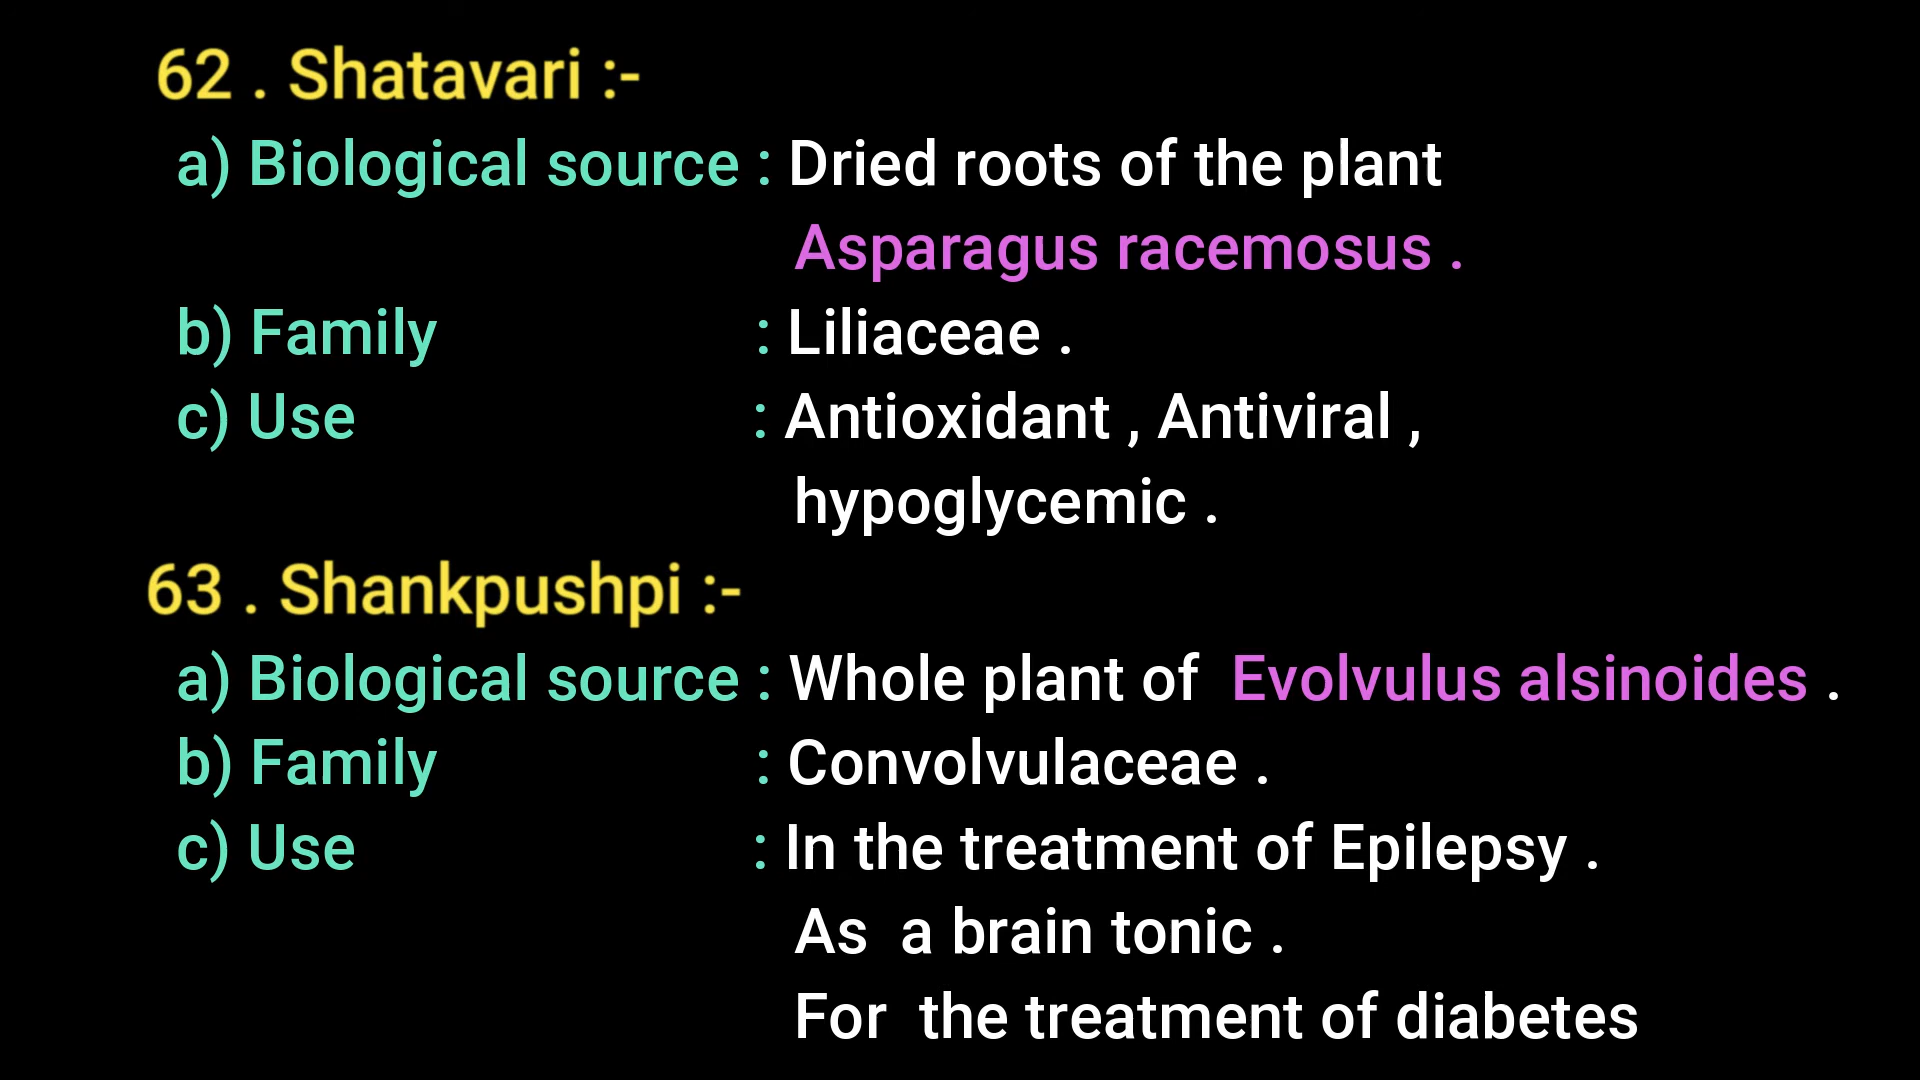 62 . Shatavari :-
a) Biological source : Dried roots of the plant
Asparagus racemosus .
b) Family : Liliaceae .
c) Use : Antioxidant , Antiviral ,
hypoglycemic .
63 . Shankpushpi :-
a) Biological source : Whole plant of Evolvulus alsinoides .
b) Family : Convolvulaceae .
c) Use : In the treatment of Epilepsy .
As a brain tonic .
For the treatment of diabetes